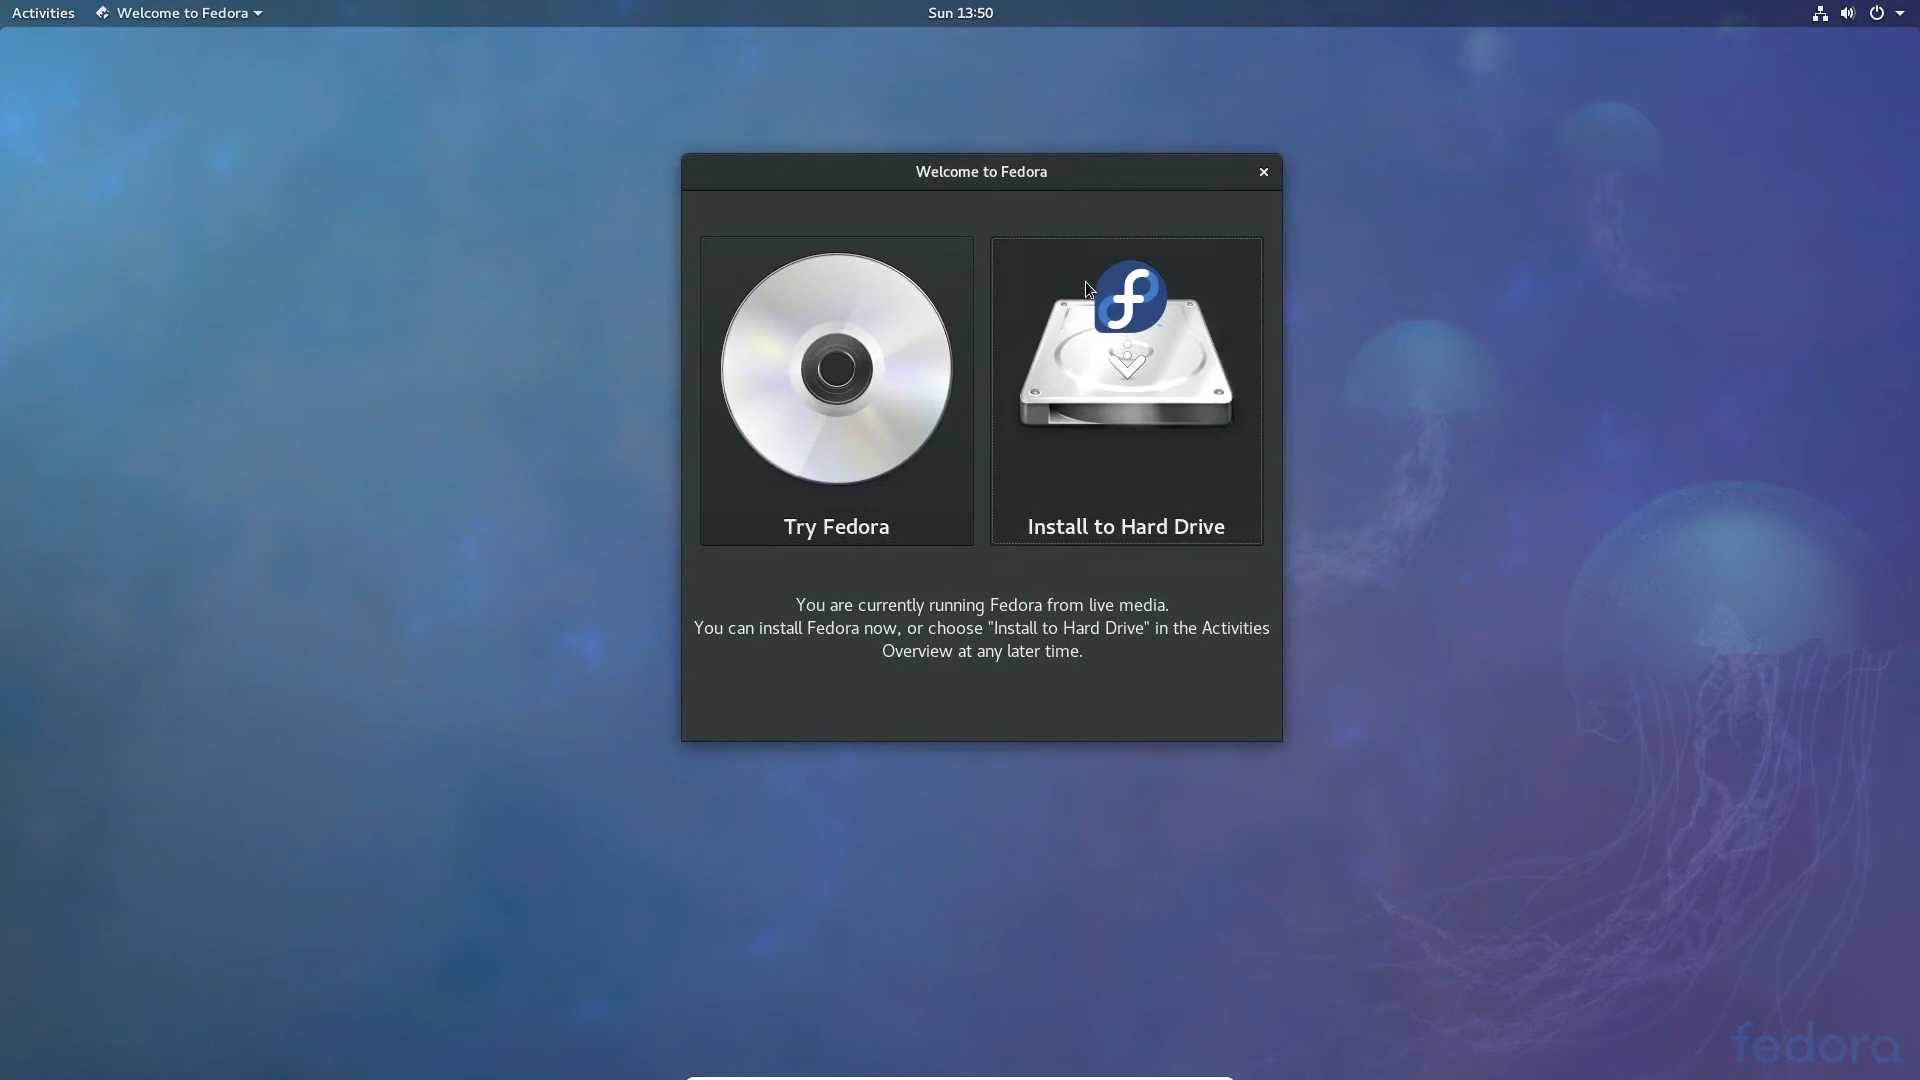 Activities
Welcome to Fedora
Sun 13:50
Welcome to Fedora
Try Fedora
Install to Hard Drive
You are currently running Fedora from live media.
You can install Fedora now, or choose "Install to Hard Drive" in the Activities
Overview at any later time.
fedora